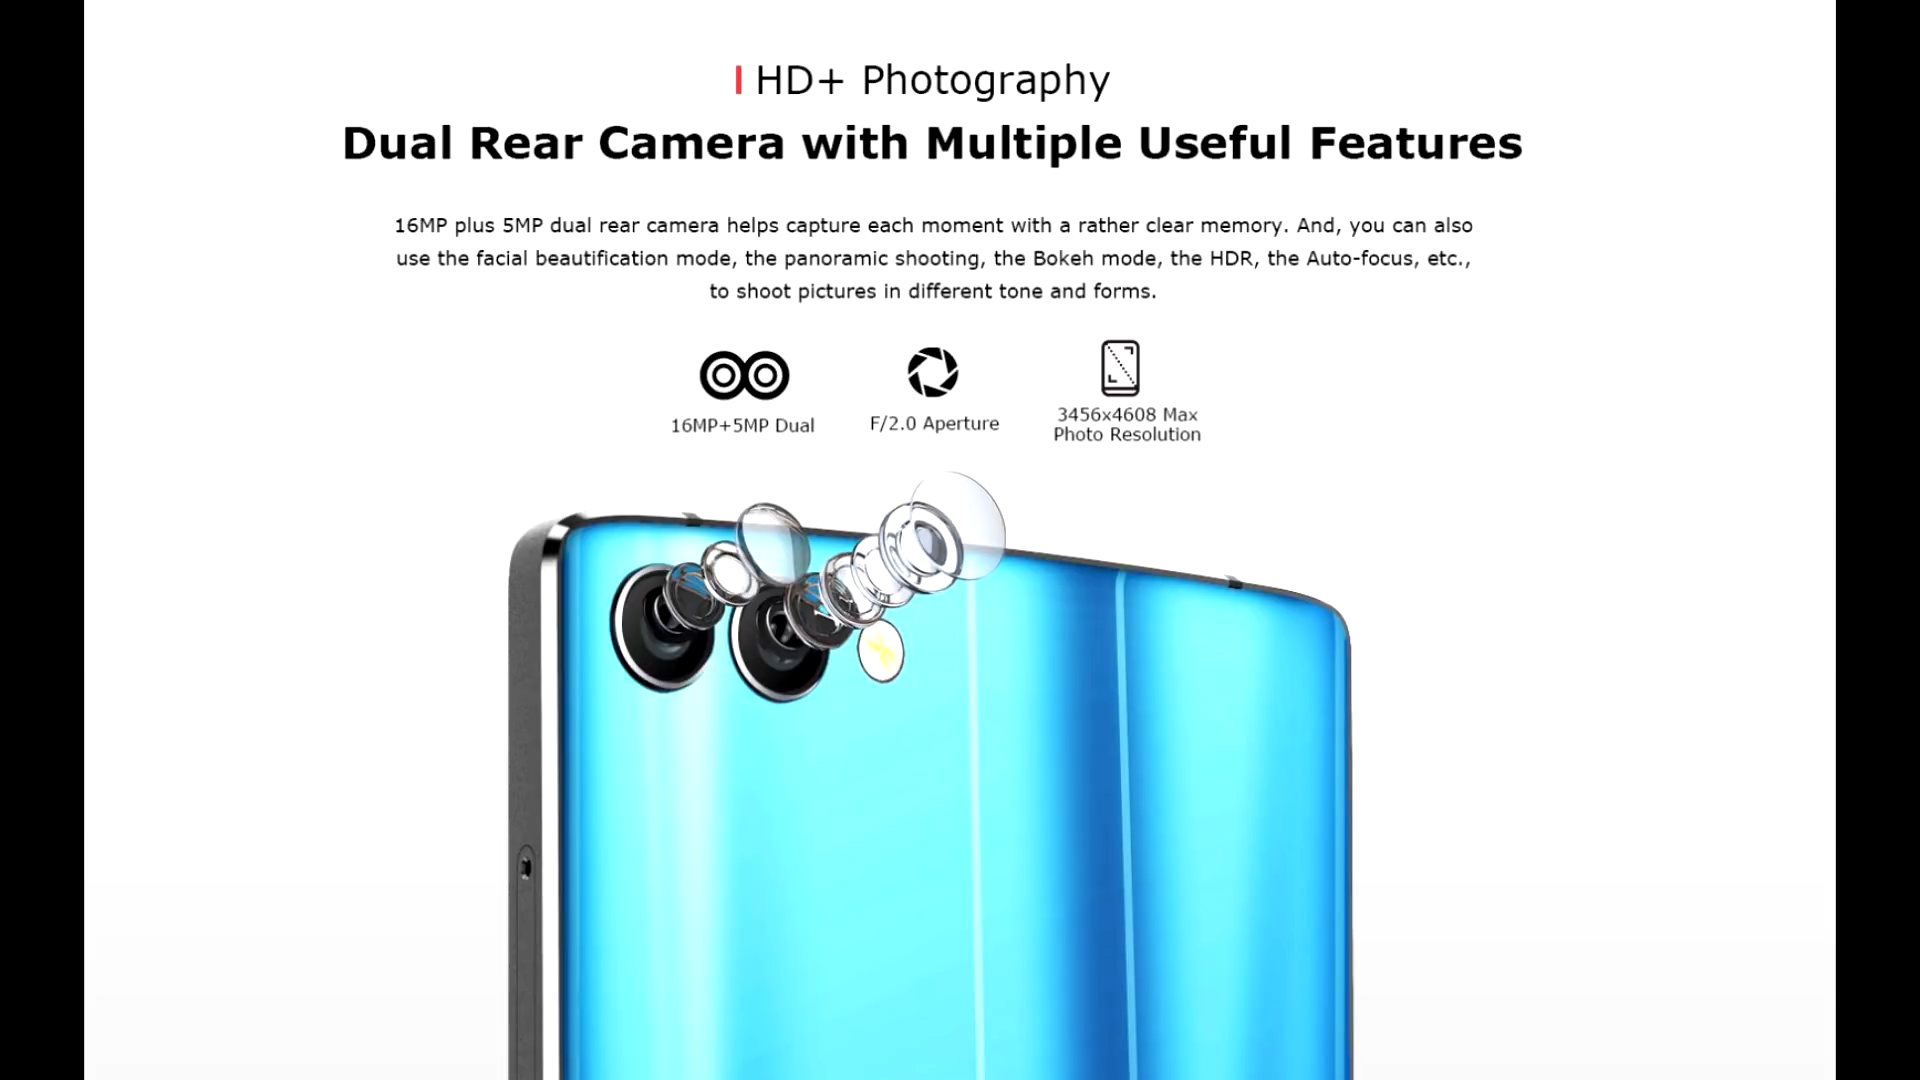 HD+ Photography
Dual Rear Camera with Multiple Useful Features
16MP plus 5MP dual rear camera helps capture each moment with a rather clear memory. And, you can also
use the facial beautification mode, the panoramic shooting, the Bokeh mode, the HDR, the Auto-focus, etc.,
to shoot pictures in different tone and forms.
16MP+5MP Dual
F/2.0 Aperture
3456x4608 Max
Photo Resolution